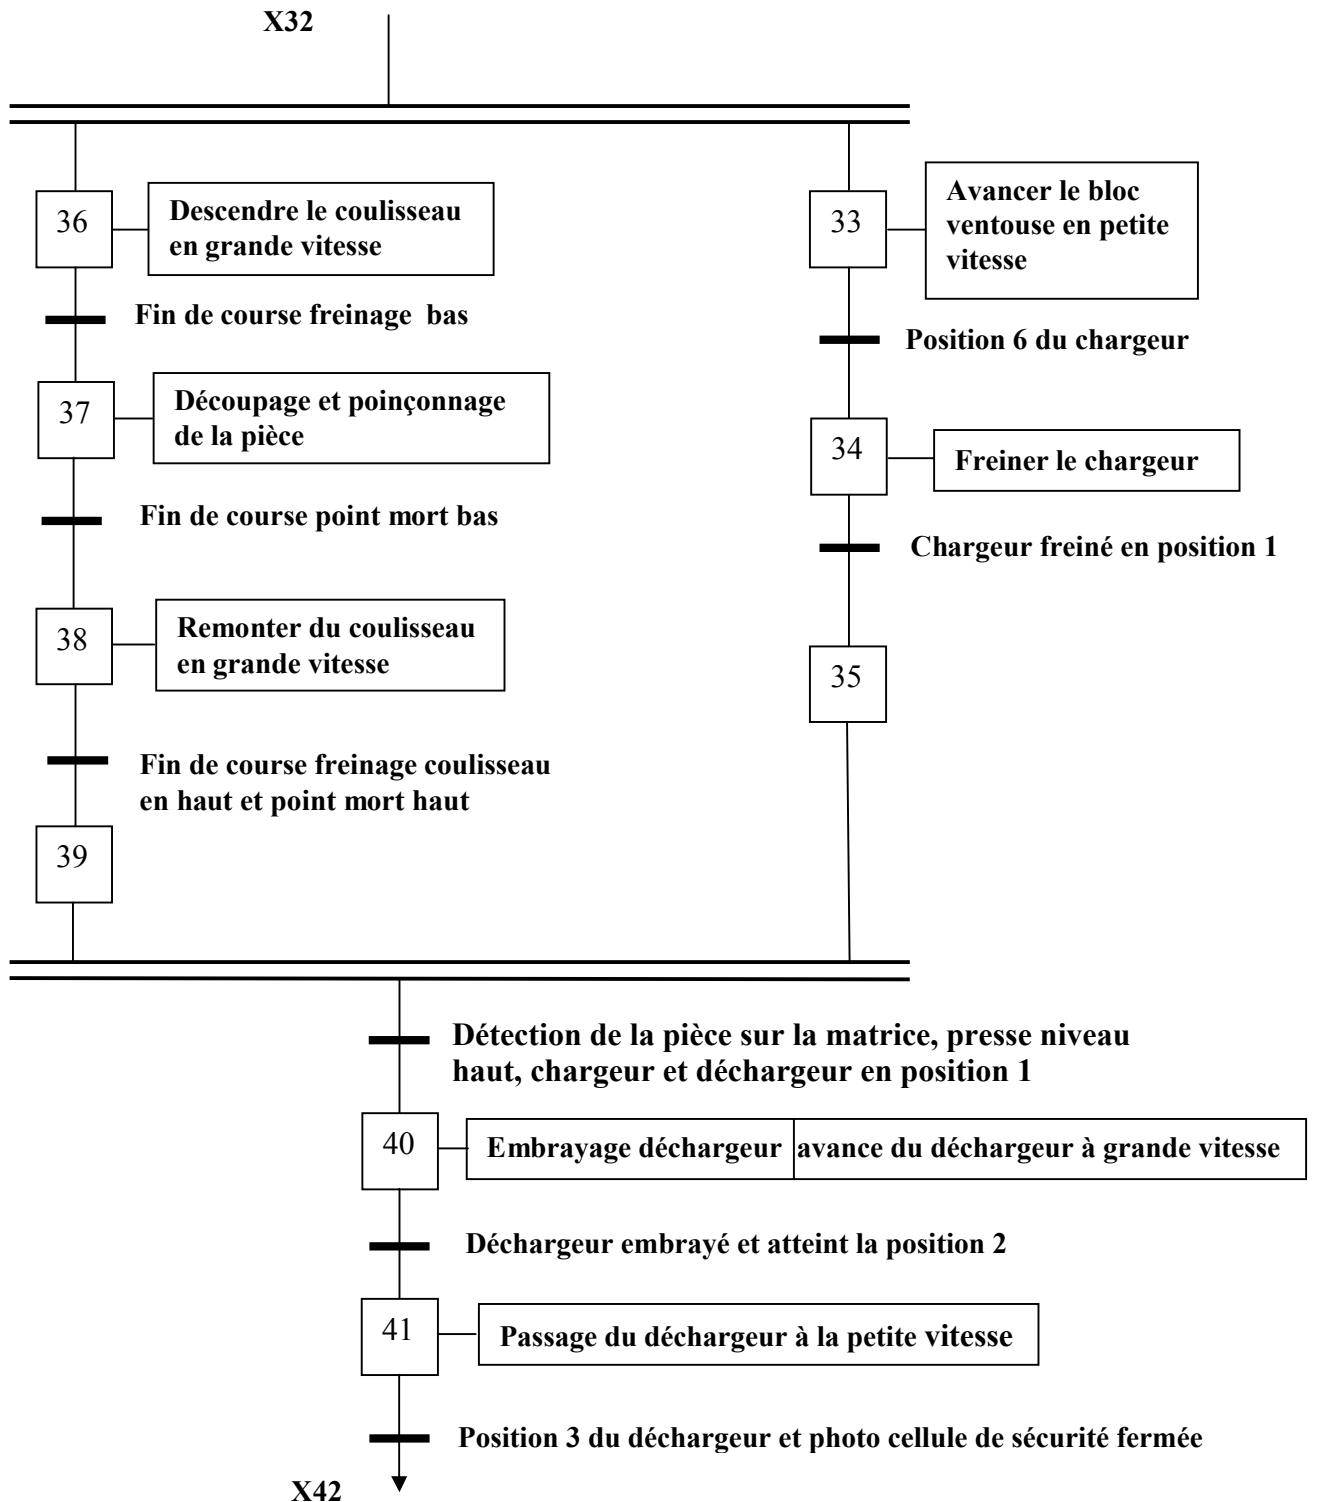 X32
36
Descendre le coulisseau
en grande vitesse
Fin de course freinage  bas
37
Découpage et poinçonnage
de la pièce
Fin de course point mort bas
38
Remonter du coulisseau
en grande vitesse
Fin de course freinage coulisseau
en haut et point mort haut
39
33
Avancer le bloc
ventouse en petite
vitesse
Position 6 du chargeur
34
Freiner le chargeur
Chargeur freiné en position 1
35
Détection de la pièce sur la matrice, presse niveau
haut, chargeur et déchargeur en position 1
40
Embrayage déchargeur avance du déchargeur à grande vitesse
Déchargeur embrayé et atteint la position 2
41
Passage du déchargeur à la petite vitesse
Position 3 du déchargeur et photo cellule de sécurité fermée
X42